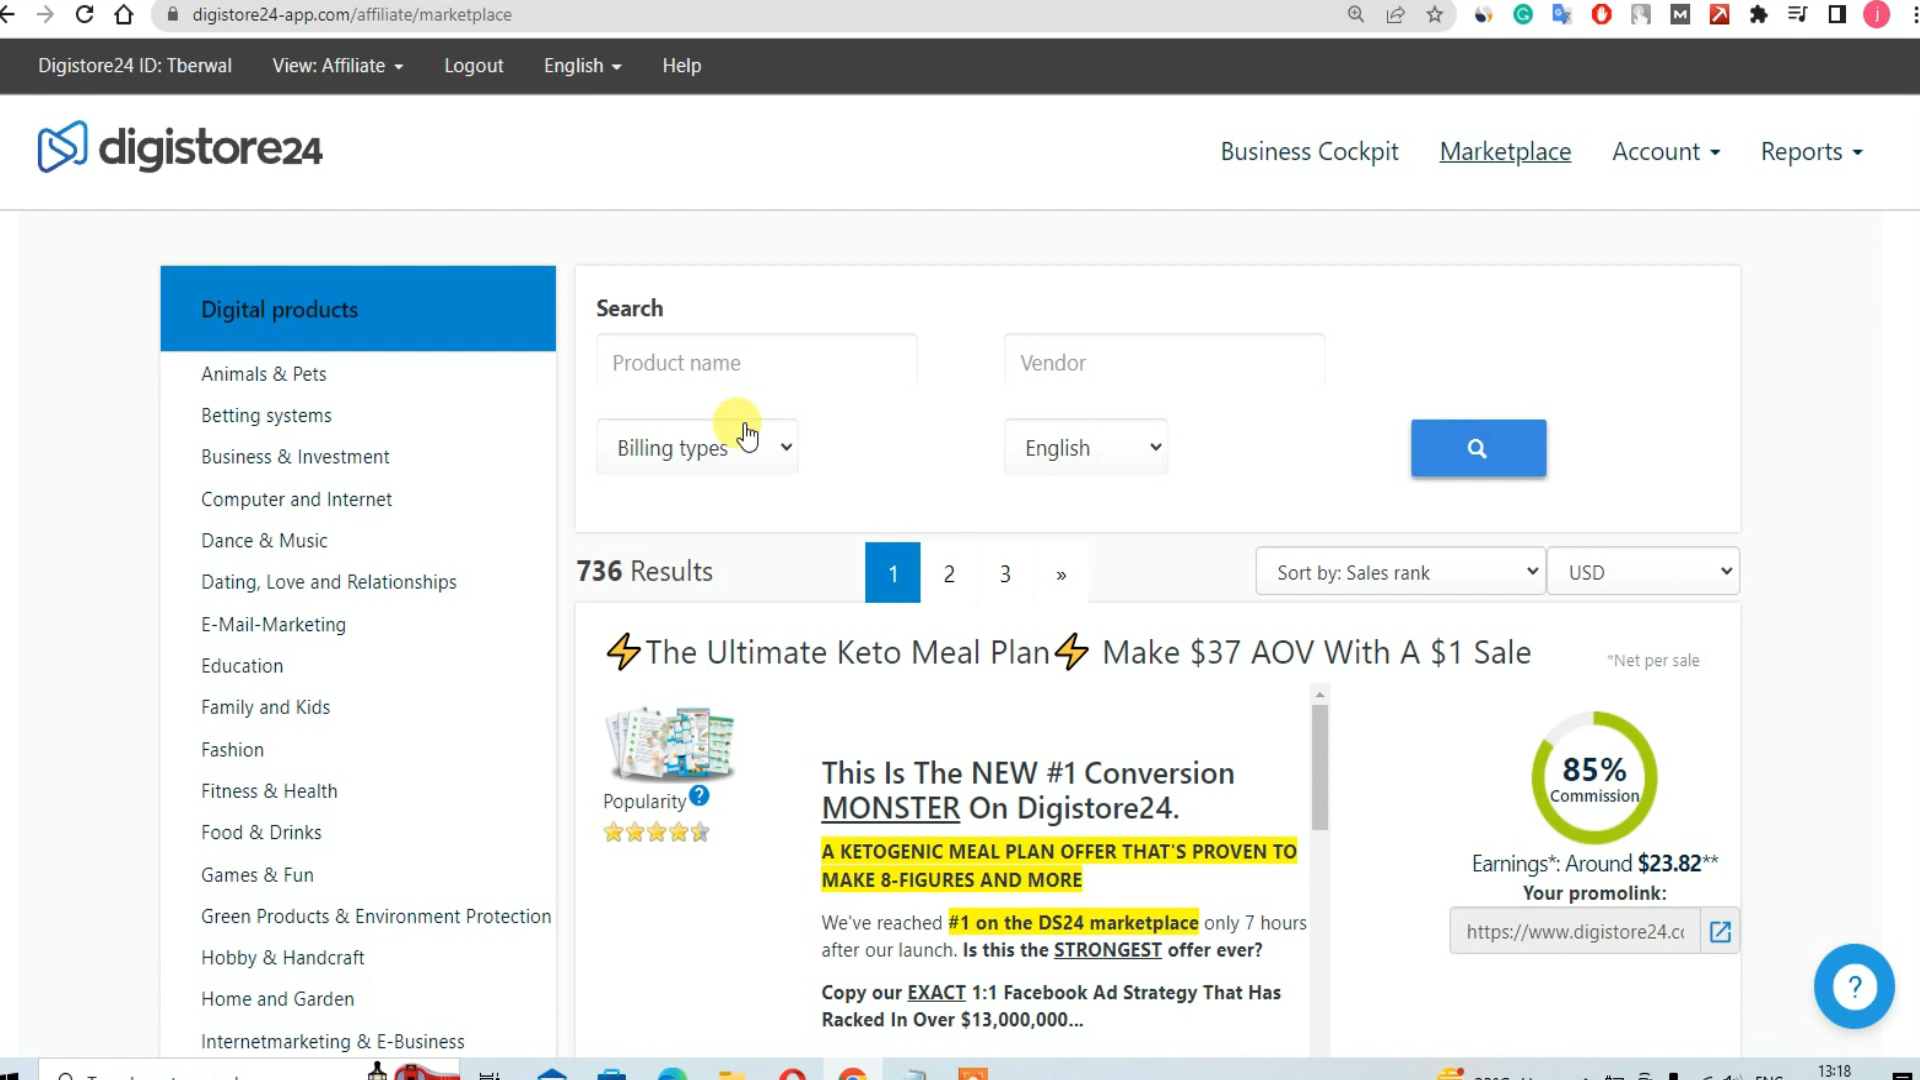 digistore24-app.com/affiliate/marketplace
Digistore24 ID: Tberwal View: Affiliate Logout English Help
digistore24
Business Cockpit Marketplace Account Reports
Digital products
Animals & Pets
Betting systems
Business & Investment
Computer and Internet
Dance & Music
Dating, Love and Relationships
E-Mail-Marketing
Education
Family and Kids
Fashion
Fitness & Health
Food & Drinks
Games & Fun
Green Products & Environment Protection
Hobby & Handcraft
Home and Garden
Internetmarketing & E-Business
Search
Product name Vendor
Billing types English
736 Results 1 2 3 » Sort by: Sales rank USD
⚡The Ultimate Keto Meal Plan⚡ Make $37 AOV With A $1 Sale
*Net per sale
Popularity ?
This Is The NEW #1 Conversion
MONSTER On Digistore24.
A KETOGENIC MEAL PLAN OFFER THAT'S PROVEN TO
MAKE 8-FIGURES AND MORE
We've reached #1 on the DS24 marketplace only 7 hours
after our launch. Is this the STRONGEST offer ever?
Copy our EXACT 1:1 Facebook Ad Strategy That Has
Racked In Over $13,000,000...
85%
Commission
Earnings*: Around $23.82**
Your promolink:
https://www.digistore24.c
?
13:18